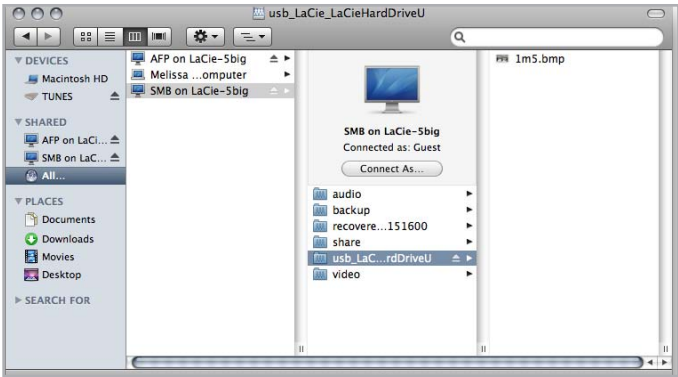 usb_LaCie_LaCieHardDriveU
DEVICES
Macintosh HD
TUNES
SHARED
AFP on LaCi...
SMB on LaC...
All...
PLACES
Documents
Downloads
Movies
Desktop
SEARCH FOR
AFP on LaCie-5big
Melissa ...omputer
SMB on LaCie-5big
SMB on LaCie-5big
Connected as: Guest
Connect As...
audio
backup
recovere...151600
share
usb_LaC...rdDriveU
video
1m5.bmp